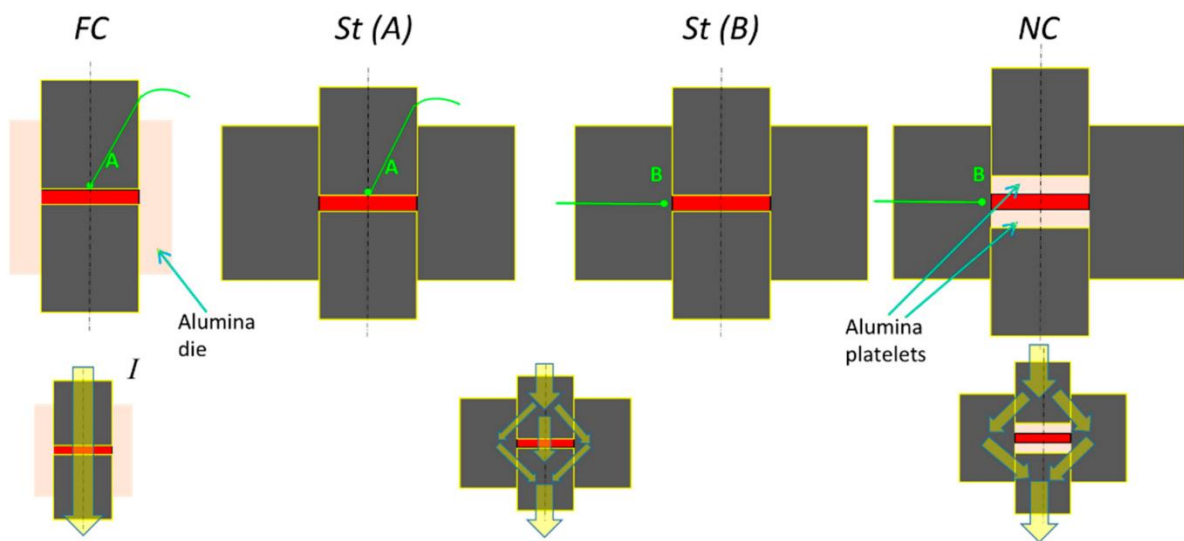 FC
St (A)
St (B)
NC
A
A
B
B
Alumina
die
Alumina
platelets
I